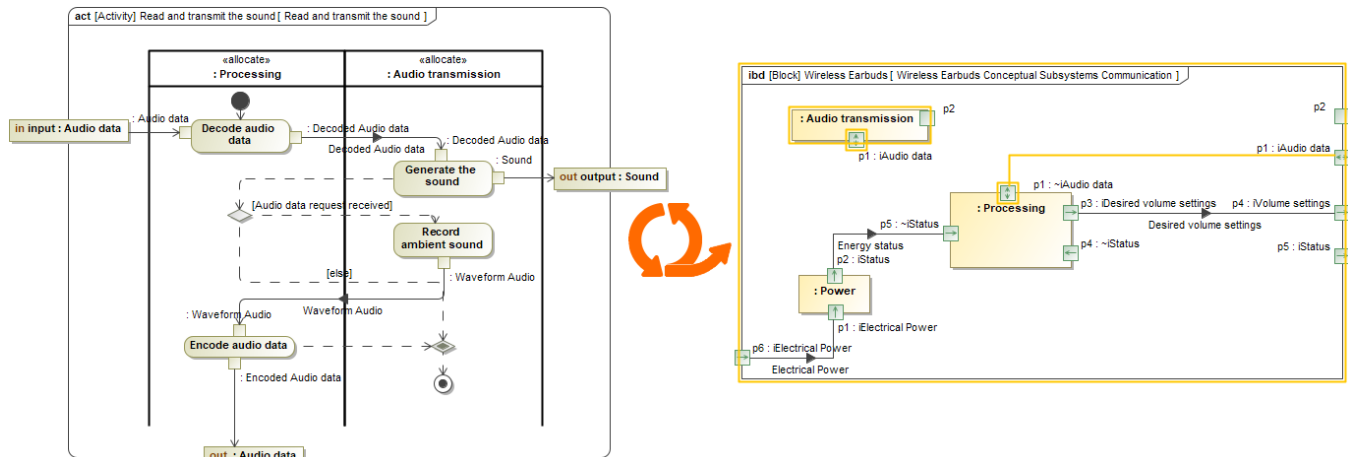 act [Activity] Read and transmit the sound [ Read and transmit the sound ]
«allocate»
: Processing
«allocate»
: Audio transmission
in input : Audio data
: Audio data
Decode audio
data
: Decoded Audio data
Decoded Audio data
: Decoded Audio data
: Sound
Generate the
sound
out output : Sound
[Audio data request received]
Record
ambient sound
[else]
: Waveform Audio
Waveform Audio
: Waveform Audio
Encode audio data
: Encoded Audio data
out : Audio data
ibd [Block] Wireless Earbuds [ Wireless Earbuds Conceptual Subsystems Communication ]
: Audio transmission
p2
p1 : iAudio data
p2
p1 : iAudio data
p1 : ~iAudio data
: Processing
p3 : iDesired volume settings
p4 : iVolume settings
Desired volume settings
p5 : ~iStatus
p4 : ~iStatus
p5 : iStatus
Energy status
p2 : iStatus
: Power
p1 : iElectrical Power
p6 : iElectrical Power
Electrical Power